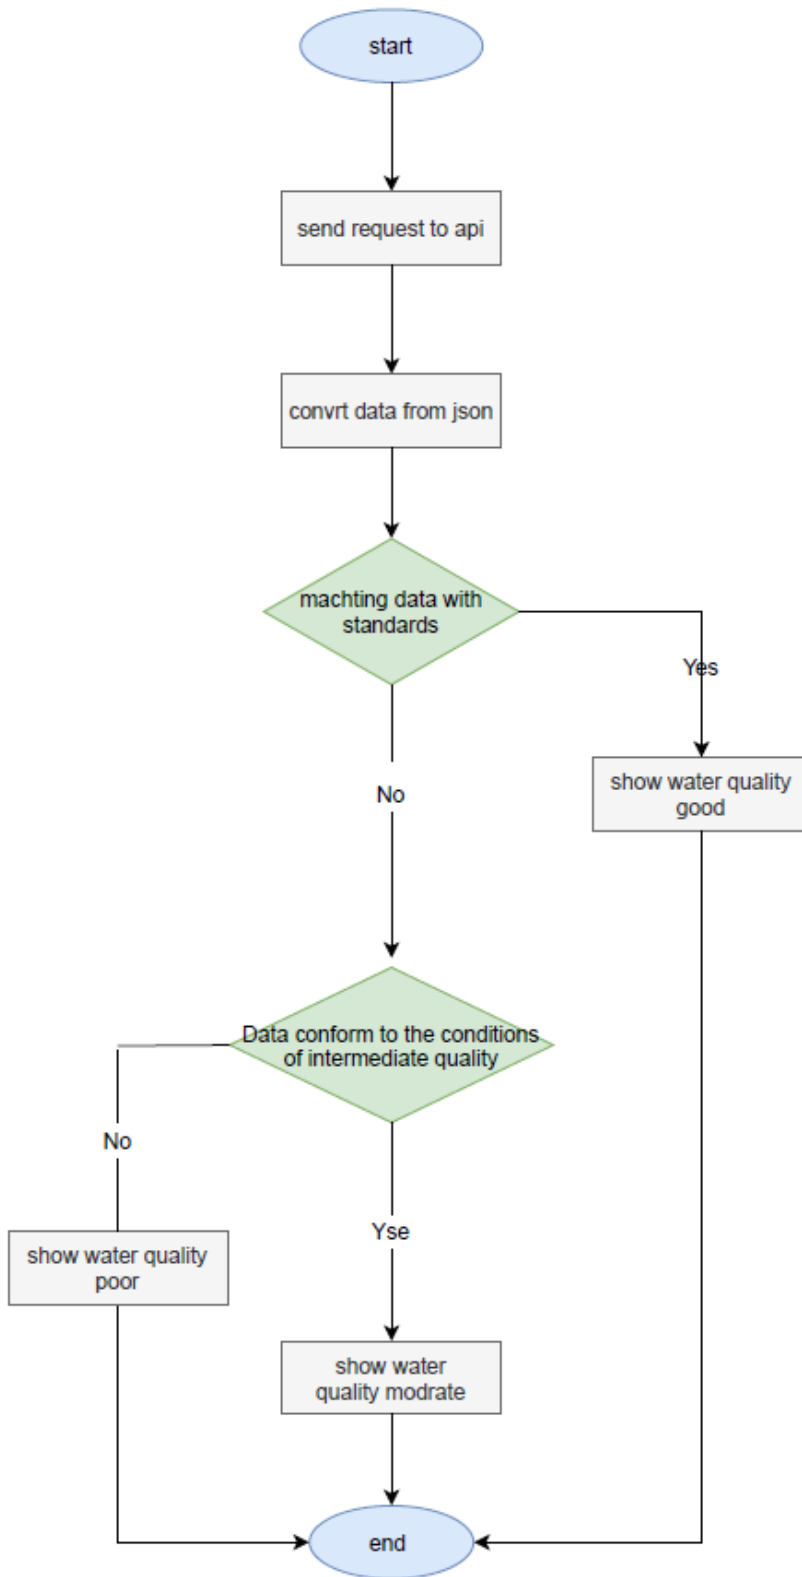 start
send request to api
convrt data from json
machting data with
standards
Yes
show water quality
good
No
Data conform to the conditions
of intermediate quality
No
Yse
show water quality
poor
show water
quality modrate
end